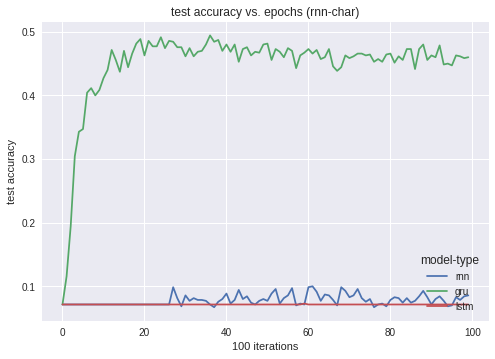 test accuracy vs. epochs (rnn-char)
0.5
0.4
0.3
0.2
0.1
test accuracy
0 20 40 60 80 100
100 iterations
model-type
rnn
gru
lstm